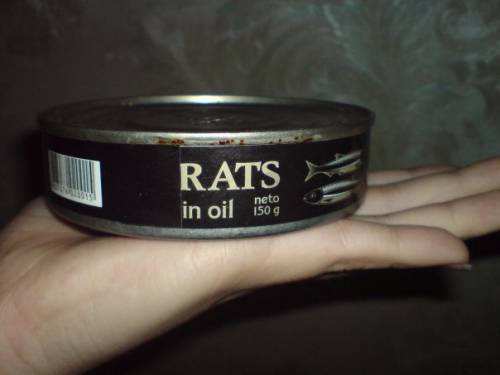 RATS
in oil
neto
150 g